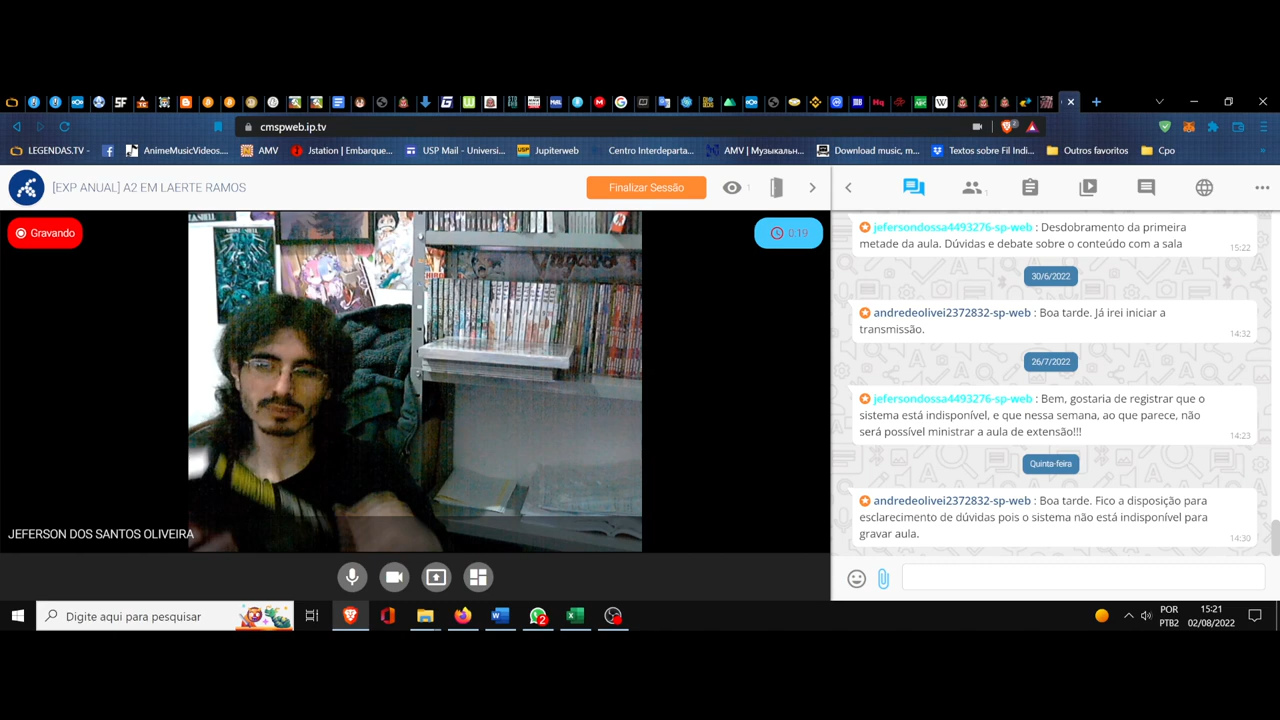 cmspweb.ip.tv
2
LEGENDAS.TV -
AnimeMusicVideos...
AMV
Jstation | Embarque...
USP Mail - Universi...
Jupiterweb
Centro Interdeparta...
AMV | Музыкальн...
Download music, m...
Textos sobre Fil Indi...
Outros favoritos
Cpo
[EXP ANUAL] A2 EM LAERTE RAMOS
Finalizar Sessão
1
1
Gravando
0:19
JEFERSON DOS SANTOS OLIVEIRA
jefersondossa4493276-sp-web : Desdobramento da primeira
metade da aula. Dúvidas e debate sobre o conteúdo com a sala
15:22
30/6/2022
andredeolivei2372832-sp-web : Boa tarde. Já irei iniciar a
transmissão.
14:32
26/7/2022
jefersondossa4493276-sp-web : Bem, gostaria de registrar que o
sistema está indisponível, e que nessa semana, ao que parece, não
será possível ministrar a aula de extensão!!!
14:23
Quinta-feira
andredeolivei2372832-sp-web : Boa tarde. Fico a disposição para
esclarecimento de dúvidas pois o sistema não está indisponível para
gravar aula.
14:30
Digite aqui para pesquisar
2
POR
PTB2
15:21
02/08/2022